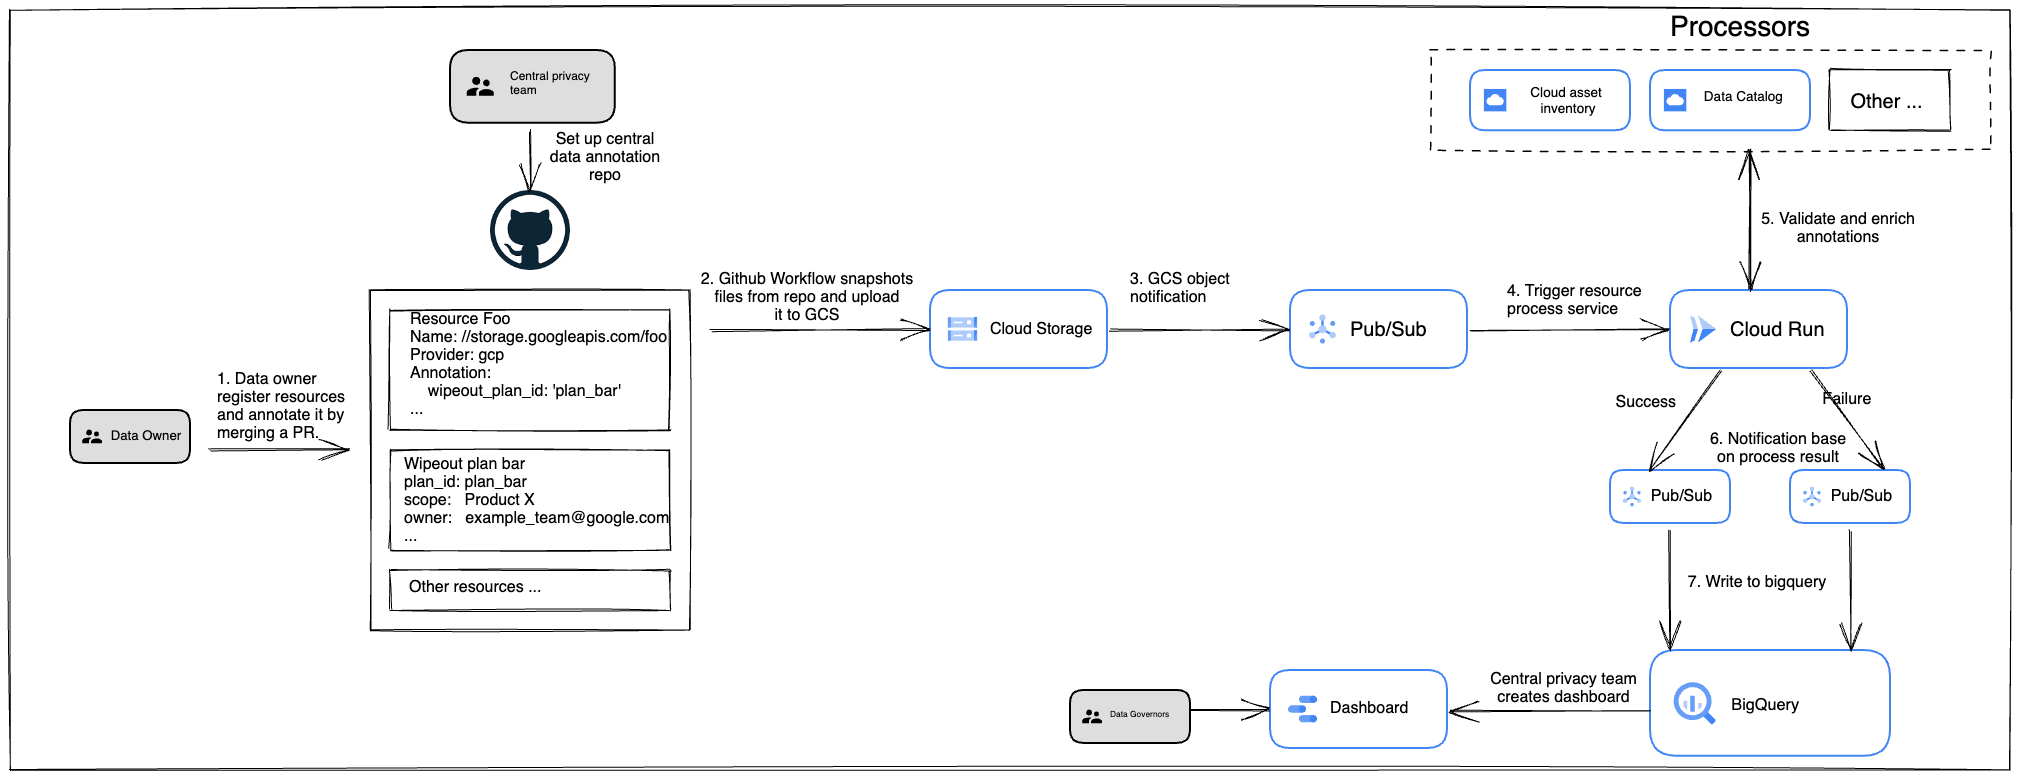 Processors
Central privacy
team
Cloud asset
inventory
Data Catalog
Other ...
Set up central
data annotation
repo
5. Validate and enrich
annotations
2. Github Workflow snapshots
files from repo and upload
it to GCS
3. GCS object
notification
4. Trigger resource
process service
Cloud Storage
Pub/Sub
Cloud Run
Resource Foo
Name: //storage.googleapis.com/foo
Provider: gcp
Annotation:
wipeout_plan_id: 'plan_bar'
...
1. Data owner
register resources
and annotate it by
merging a PR.
Data Owner
Success
Failure
6. Notification base
on process result
Wipeout plan bar
plan_id: plan_bar
scope: Product X
owner: example_team@google.com
...
Pub/Sub
Pub/Sub
Other resources ...
7. Write to bigquery
Central privacy team
creates dashboard
Data Governors
Dashboard
BigQuery